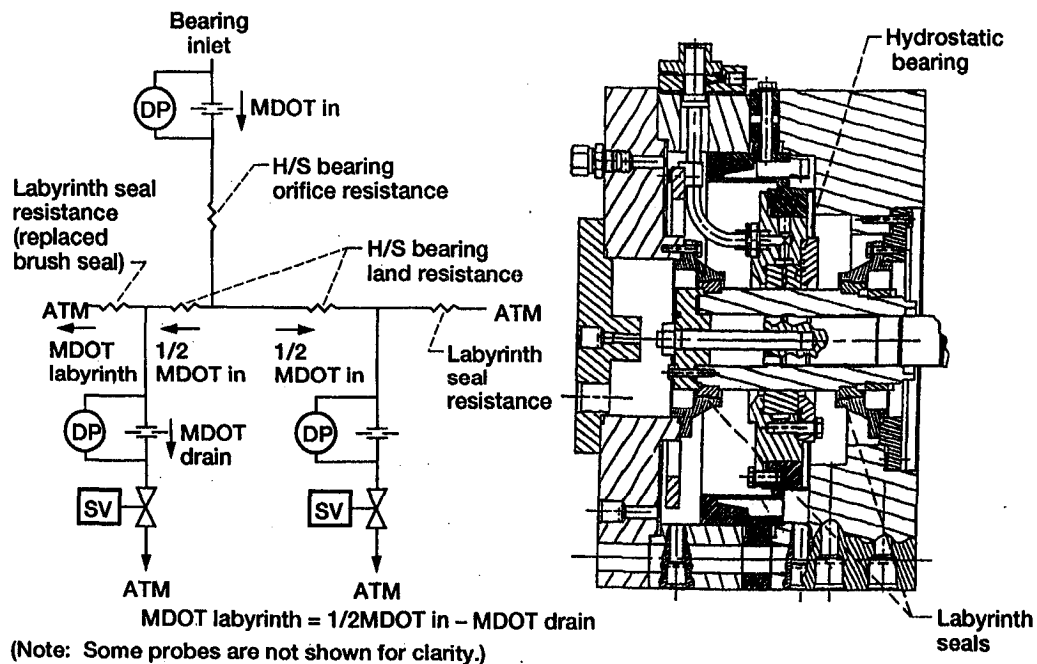 Bearing
inlet
DP
MDOT in
H/S bearing
orifice resistance
Labyrinth seal
resistance
(replaced
brush seal)
H/S bearing
land resistance
ATM
ATM
MDOT
labyrinth
1/2
MDOT in
1/2
MDOT in
Labyrinth
seal
resistance
DP
MDOT
drain
DP
SV
SV
ATM
ATM
MDOT labyrinth = 1/2MDOT in – MDOT drain
(Note: Some probes are not shown for clarity.)
Hydrostatic
bearing
Labyrinth
seals